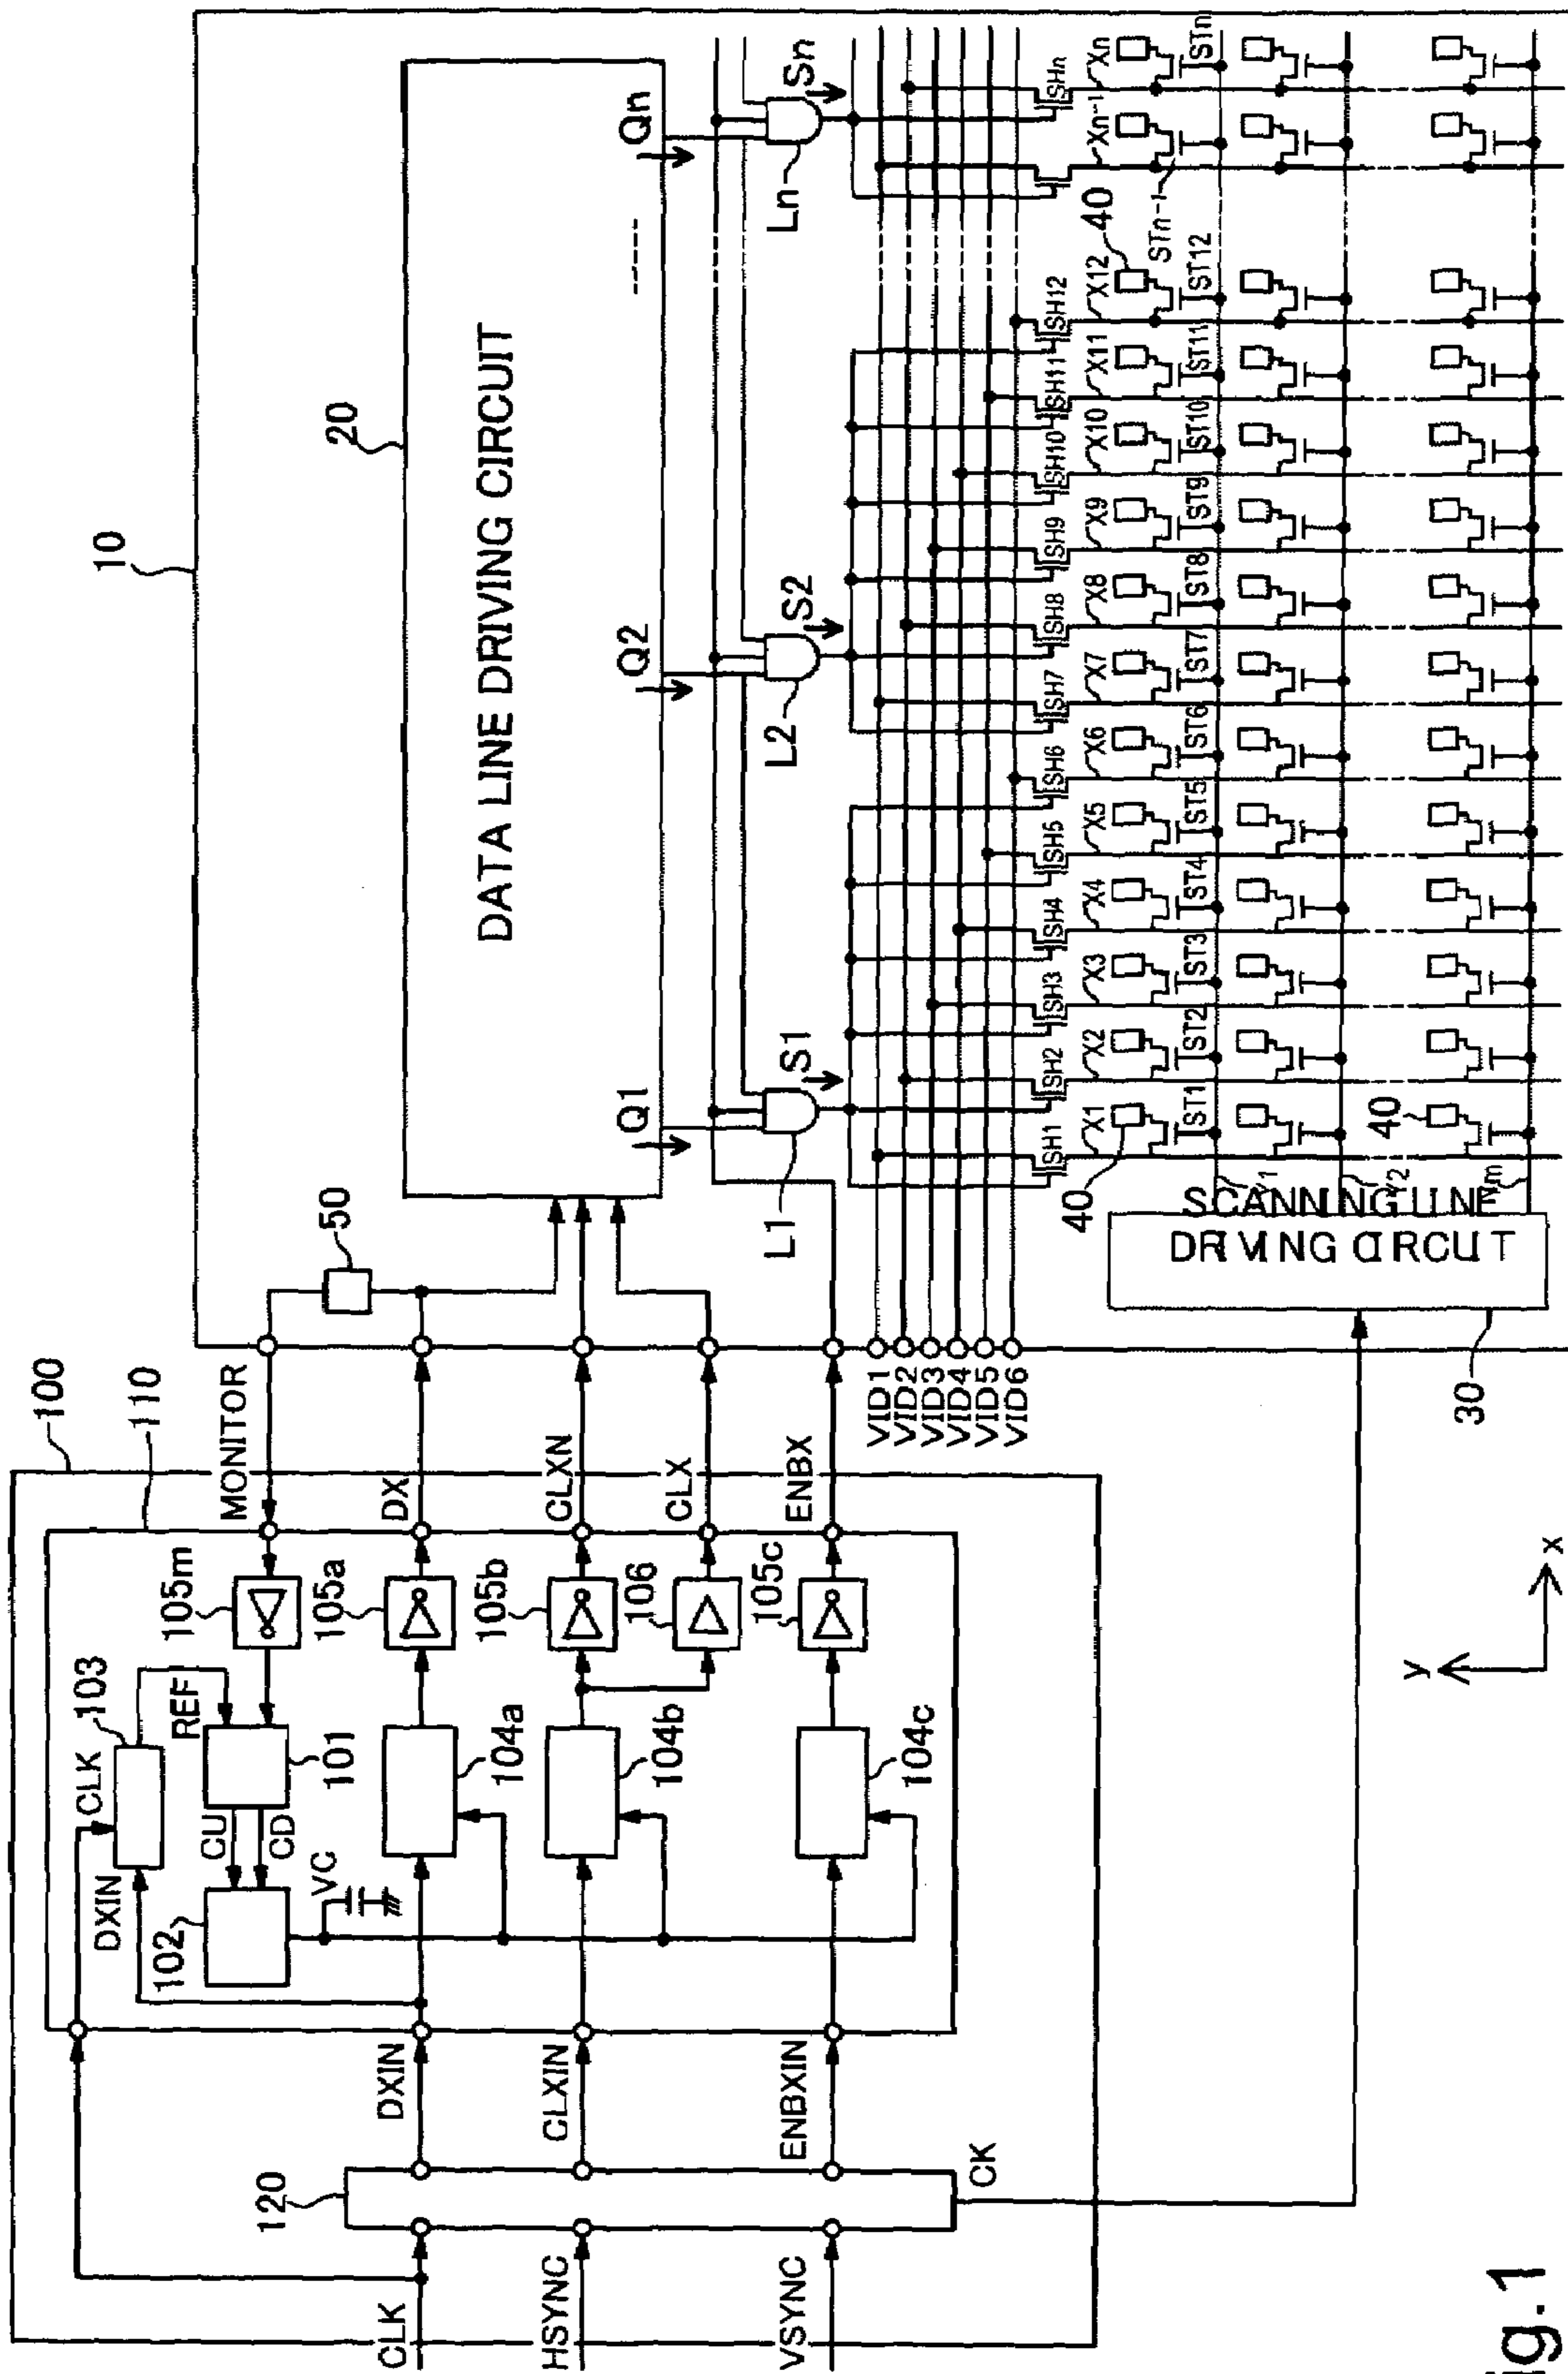 100
110
10
20
50
DATA LINE DRIVING CIRCUIT
MONITOR
DX
CLXN
CLX
ENBX
105m
105a
105b
106
105c
103
CLK
REF
101
CU
CD
DXIN
102
VC
104a
104b
104c
120
CLK
HSYNC
VSYNC
DXIN
CLXIN
ENBXIN
CK
Q1
Q2
Qn
L1
S1
L2
S2
Ln
Sn
VID1
VID2
VID3
VID4
VID5
VID6
SH1
SH2
SH3
SH4
SH5
SH6
SH7
SH8
SH9
SH10
SH11
SH12
SHn
X1
X2
X3
X4
X5
X6
X7
X8
X9
X10
X11
X12
Xn-1
Xn
40
40
40
ST1
ST2
ST3
ST4
ST5
ST6
ST7
ST8
ST9
ST10
ST11
ST12
STn-1
STn
SCANNING LINE
DRIVING CIRCUIT
30
y
x
ig. 1